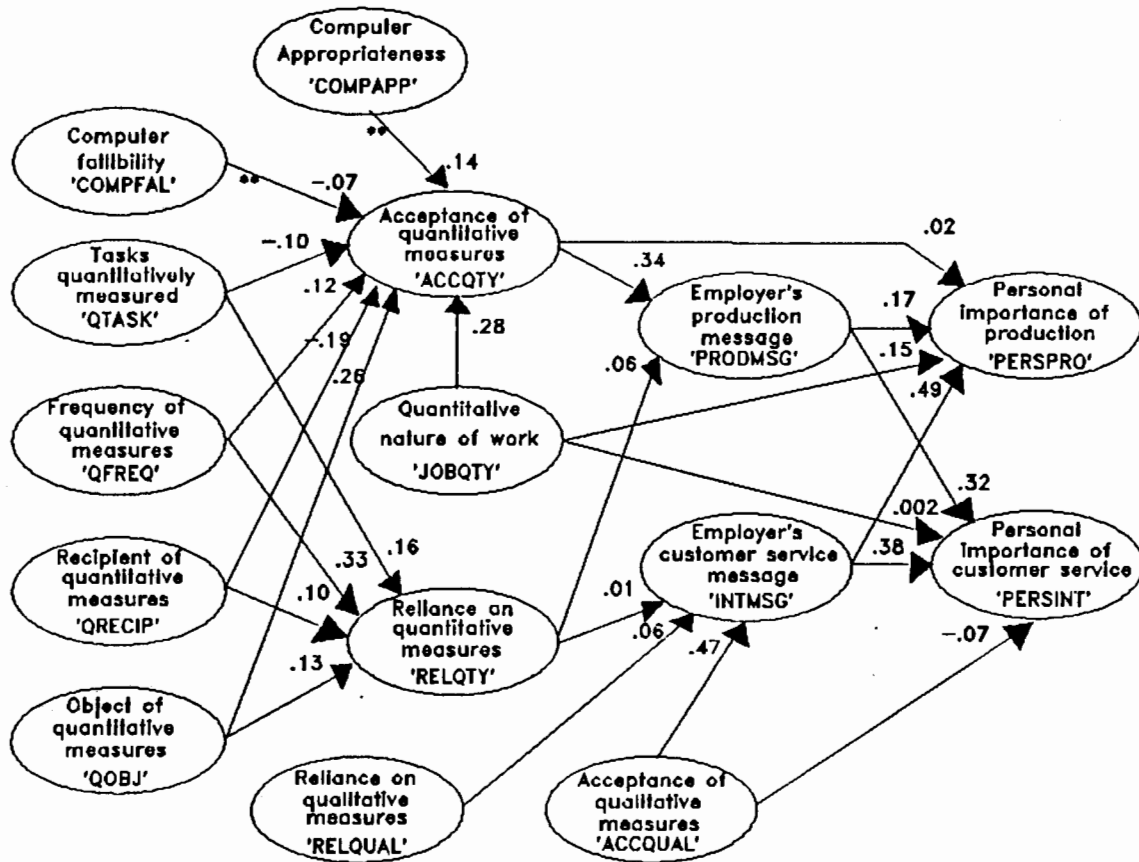 Computer
Appropriateness
'COMPAPP'
**
.14
Computer
fallibility
'COMPFAL'
**
-.07
Tasks
quantitatively
measured
'QTASK'
-.10
Acceptance of
quantitative
measures
'ACCQTY'
.12
-.19
.26
.28
.34
.02
Employer's
production
message
'PRODMSG'
.17
.15
.49
Personal
importance of
production
'PERSPRO'
Frequency of
quantitative
measures
'QFREQ'
Quantitative
nature of work
'JOBQTY'
.06
.002
.32
Recipient of
quantitative
measures
'QRECIP'
.33
.16
.10
.13
Reliance an
quantitative
measures
'RELQTY'
.01
.06
.47
Employer's
customer service
message
'INTMSG'
.38
Personal
importance of
customer service
'PERSINT'
-.07
Object of
quantitative
measures
'QOBJ'
Reliance on
qualitative
measures
'RELQUAL'
Acceptance of
qualitative
measures
'ACCQUAL'